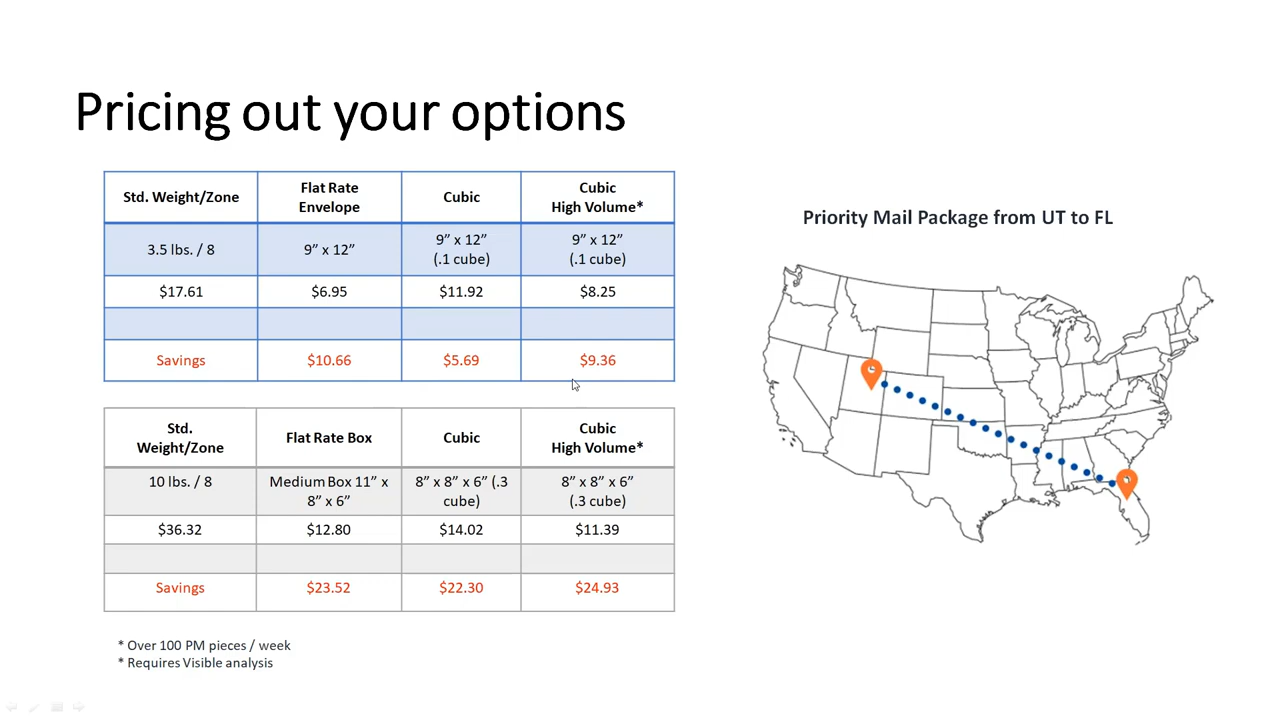 Pricing out your options
Std. Weight/Zone
Flat Rate
Envelope
Cubic
Cubic
High Volume*
3.5 lbs. / 8
9” x 12”
9” x 12”
(.1 cube)
9” x 12”
(.1 cube)
$17.61
$6.95
$11.92
$8.25
Savings
$10.66
$5.69
$9.36
Std.
Weight/Zone
Flat Rate Box
Cubic
Cubic
High Volume*
10 lbs. / 8
Medium Box 11” x
8” x 6”
8” x 8” x 6” (.3
cube)
8” x 8” x 6”
(.3 cube)
$36.32
$12.80
$14.02
$11.39
Savings
$23.52
$22.30
$24.93
* Over 100 PM pieces / week
* Requires Visible analysis
Priority Mail Package from UT to FL